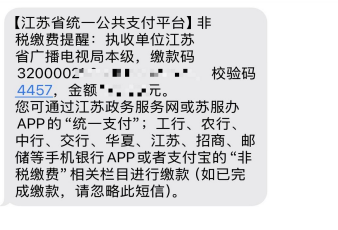 【江苏省统一公共支付平台】非
税缴费提醒：执收单位江苏
省广播电视局本级，缴款码
3200002 校验码
4457，金额 元。
您可通过江苏政务服务网或苏服办
APP的“统一支付”；工行、农行、
中行、交行、华夏、江苏、招商、邮
储等手机银行APP或者支付宝的“非
税缴费”相关栏目进行缴款（如已完
成缴款，请忽略此短信）。